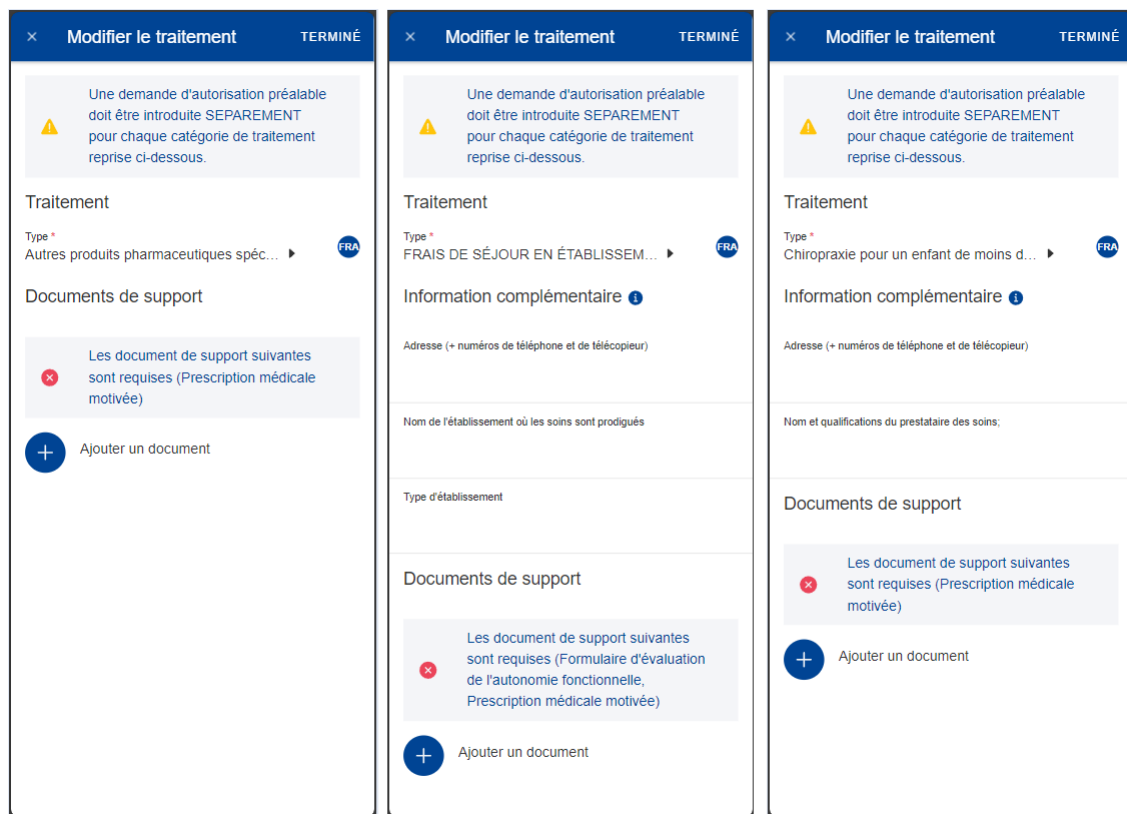 × Modifier le traitement TERMINÉ
Une demande d'autorisation préalable
doit être introduite SEPAREMENT
pour chaque catégorie de traitement
reprise ci-dessous.
Traitement
Type *
Autres produits pharmaceutiques spéc...
FRA
Documents de support
Les document de support suivantes
sont requises (Prescription médicale
motivée)
+ Ajouter un document
× Modifier le traitement TERMINÉ
Une demande d'autorisation préalable
doit être introduite SEPAREMENT
pour chaque catégorie de traitement
reprise ci-dessous.
Traitement
Type *
FRAIS DE SÉJOUR EN ÉTABLISSEM...
FRA
Information complémentaire
Adresse (+ numéros de téléphone et de télécopieur)
Nom de l'établissement où les soins sont prodigués
Type d'établissement
Documents de support
Les document de support suivantes
sont requises (Formulaire d'évaluation
de l'autonomie fonctionnelle,
Prescription médicale motivée)
+ Ajouter un document
× Modifier le traitement TERMINÉ
Une demande d'autorisation préalable
doit être introduite SEPAREMENT
pour chaque catégorie de traitement
reprise ci-dessous.
Traitement
Type *
Chiropraxie pour un enfant de moins d...
FRA
Information complémentaire
Adresse (+ numéros de téléphone et de télécopieur)
Nom et qualifications du prestataire des soins;
Documents de support
Les document de support suivantes
sont requises (Prescription médicale
motivée)
+ Ajouter un document